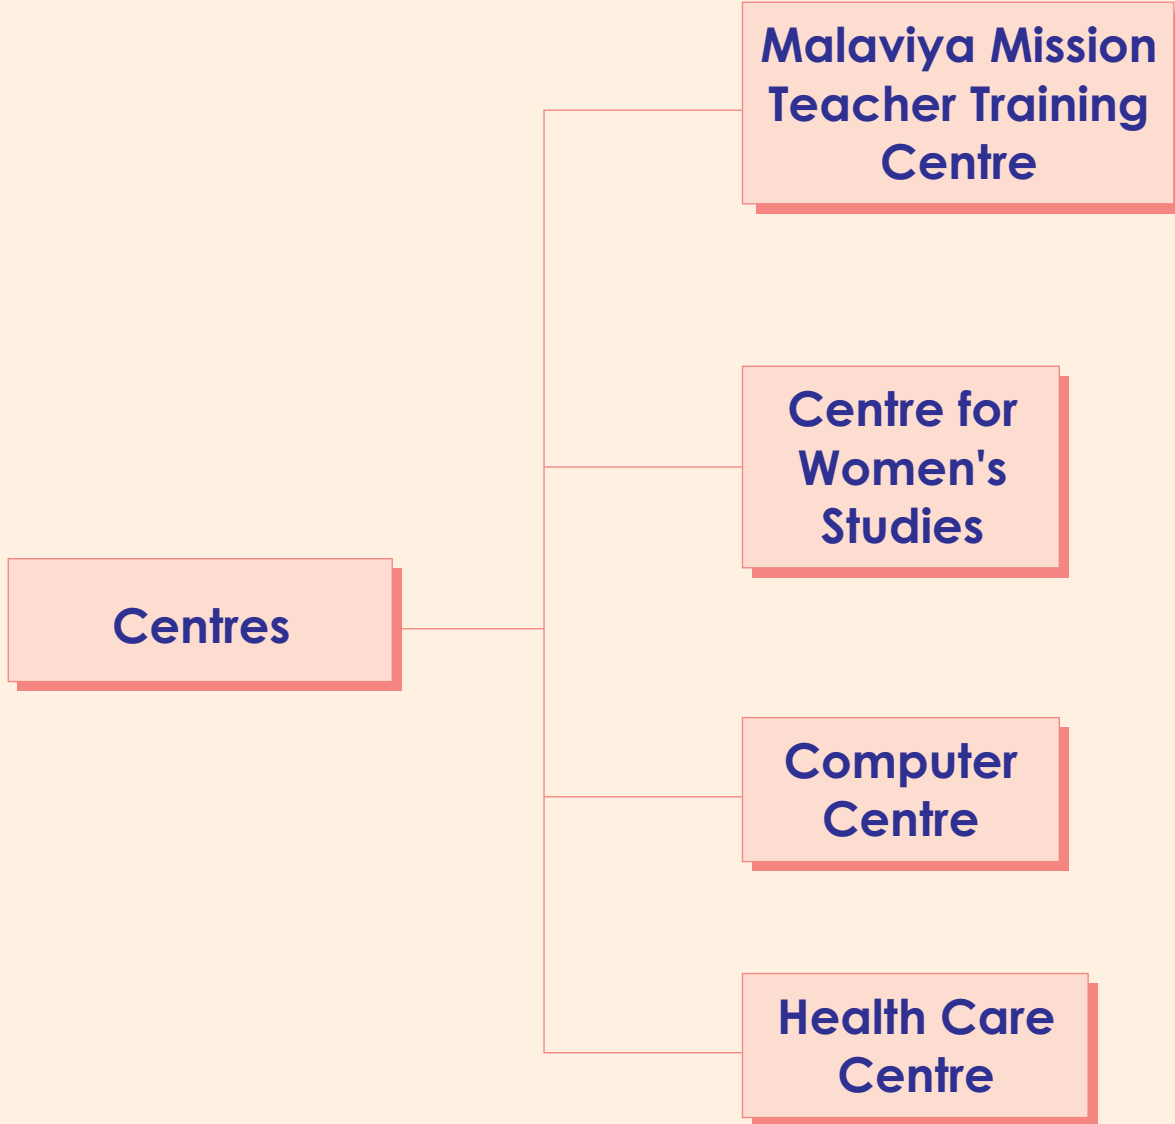 Malaviya Mission
Teacher Training
Centre
Centre for
Women's
Studies
Centres
Computer
Centre
Health Care
Centre